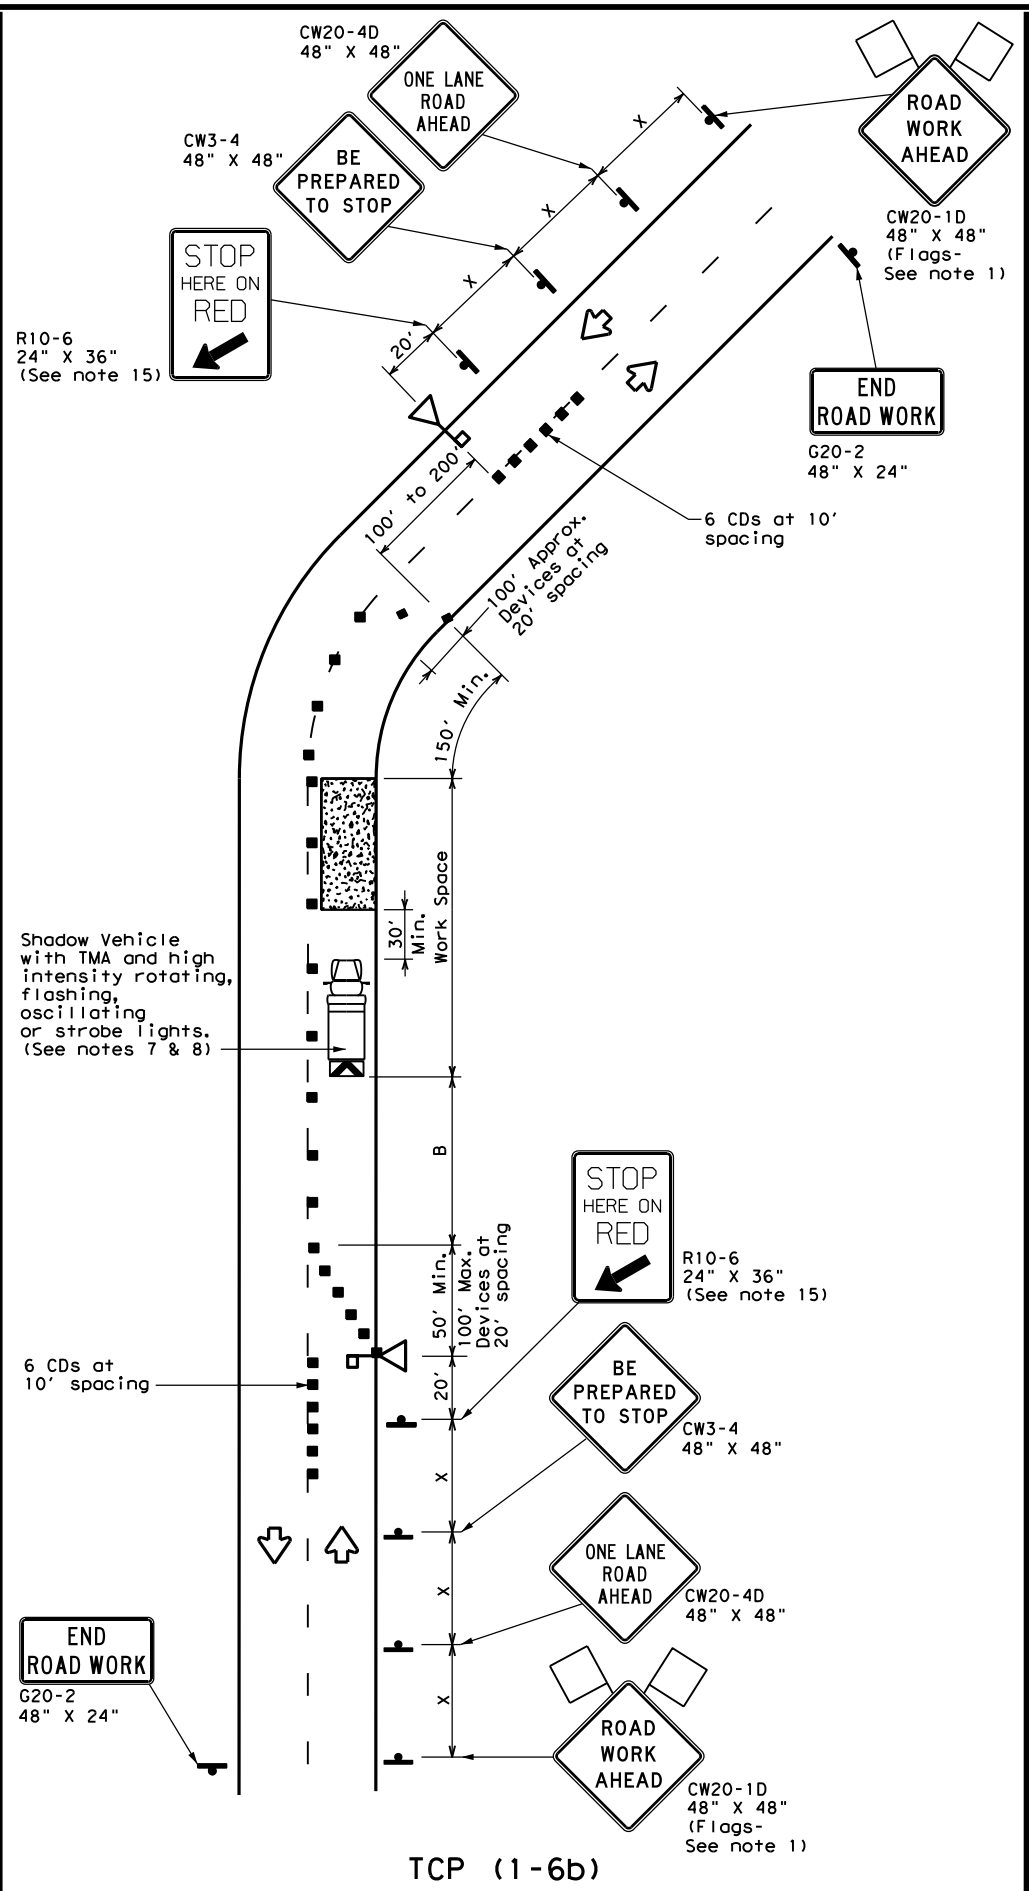 CW20-4D
48" X 48"
ONE LANE
ROAD
AHEAD
ROAD
WORK
AHEAD
CW20-1D
48" X 48"
(Flags-
See note 1)
CW3-4
48" X 48"
BE
PREPARED
TO STOP
X
X
X
20'
STOP
HERE ON
RED
R10-6
24" X 36"
(See note 15)
END
ROAD WORK
G20-2
48" X 24"
100' to 200'
6 CDs at 10'
spacing
100' Approx.
Devices at
20' spacing
150' Min.
Work Space
30'
Min.
Shadow Vehicle
with TMA and high
intensity rotating,
flashing,
oscillating
or strobe lights.
(See notes 7 & 8)
B
50' Min.
100' Max.
Devices at
20' spacing
STOP
HERE ON
RED
R10-6
24" X 36"
(See note 15)
6 CDs at
10' spacing
20'
BE
PREPARED
TO STOP
CW3-4
48" X 48"
X
X
X
ONE LANE
ROAD
AHEAD
CW20-4D
48" X 48"
END
ROAD WORK
G20-2
48" X 24"
ROAD
WORK
AHEAD
CW20-1D
48" X 48"
(Flags-
See note 1)
TCP (1-6b)